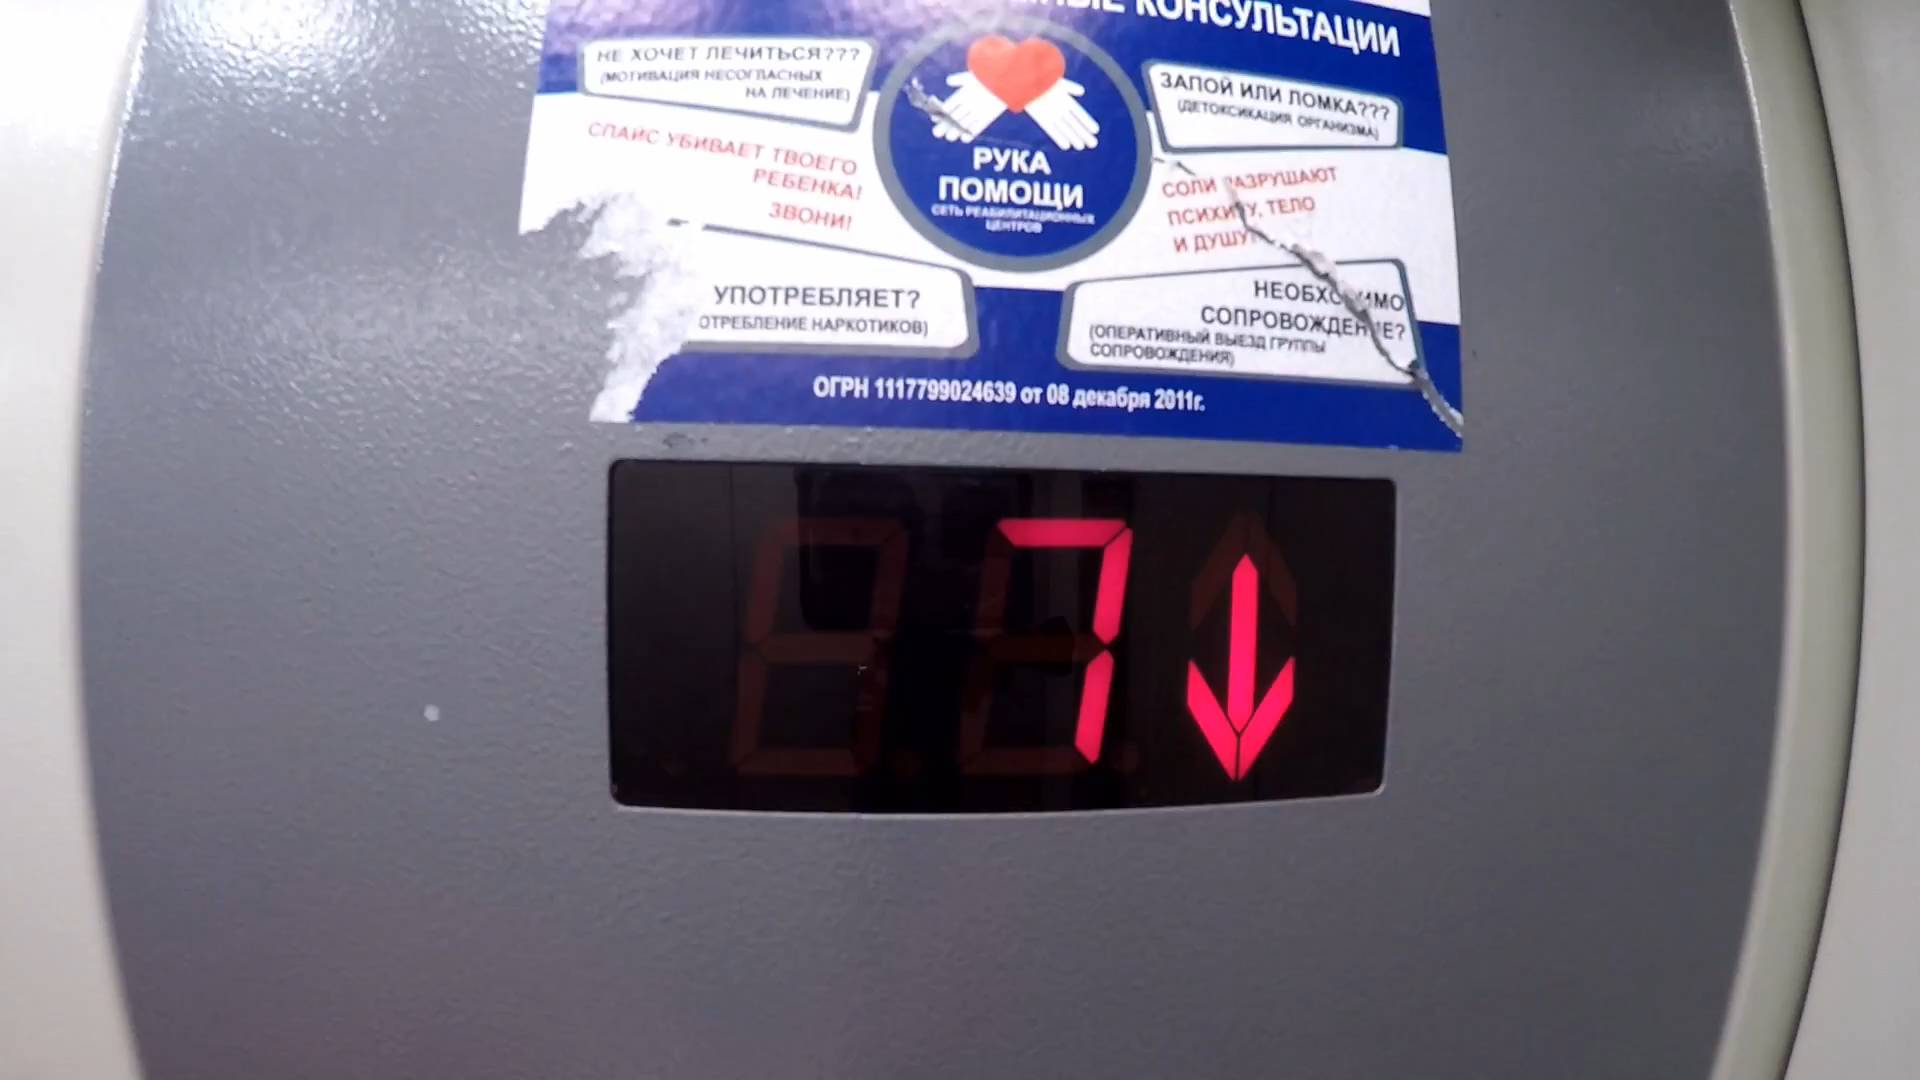 КОНСУЛЬТАЦИИ
НЕ ХОЧЕТ ЛЕЧИТЬСЯ???
(МОТИВАЦИЯ НЕСОГЛАСНЫХ
НА ЛЕЧЕНИЕ)
СПАЙС УБИВАЕТ ТВОЕГО
РЕБЕНКА!
ЗВОНИ!
РУКА
ПОМОЩИ
СЕТЬ РЕАБИЛИТАЦИОННЫХ
ЦЕНТРОВ
ЗАПОЙ ИЛИ ЛОМКА???
(ДЕТОКСИКАЦИЯ ОРГАНИЗМА)
СОЛИ РАЗРУШАЮТ
ПСИХИКУ, ТЕЛО
И ДУШУ!
УПОТРЕБЛЯЕТ?
НАРКОТИКОВ)
НЕОБХОДИМО
СОПРОВОЖДЕНИЕ?
(ОПЕРАТИВНЫЙ ВЫЕЗД ГРУППЫ
СОПРОВОЖДЕНИЯ)
ОГРН 1117799024639 от 08 декабря 2011г.
7